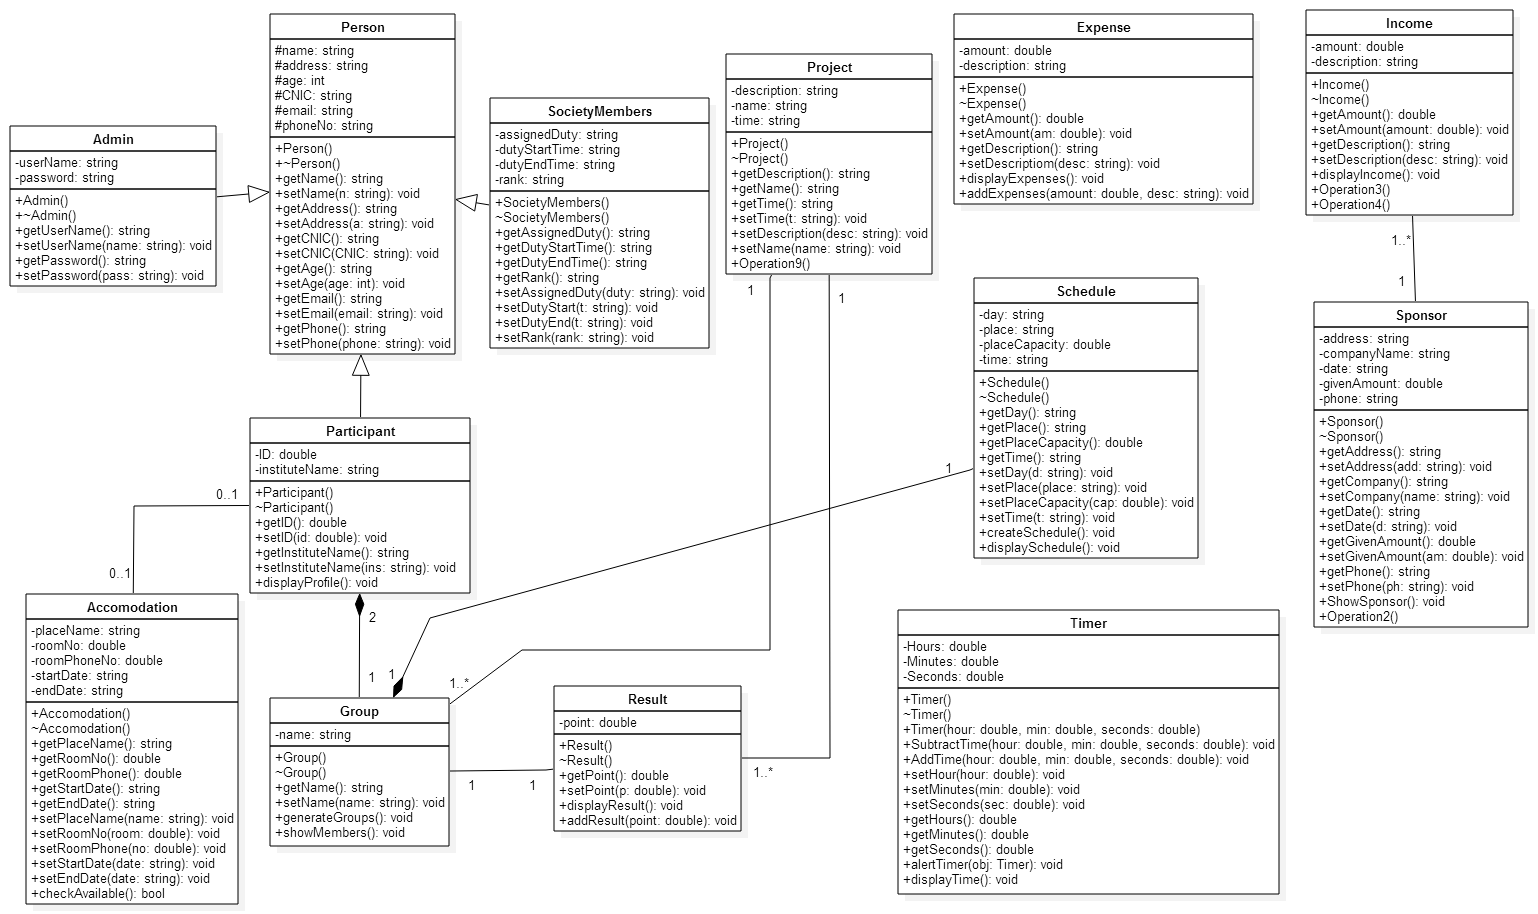 Person
#name: string
#address: string
#age: int
#CNIC: string
#email: string
#phoneNo: string
+Person()
+~Person()
+getName(): string
+setName(n: string): void
+getAddress(): string
+setAddress(a: string): void
+getCNIC(): string
+setCNIC(CNIC: string): void
+getAge(): string
+setAge(age: int): void
+getEmail(): string
+setEmail(email: string): void
+getPhone(): string
+setPhone(phone: string): void
Admin
-userName: string
-password: string
+Admin()
+~Admin()
+getUserName(): string
+setUserName(name: string): void
+getPassword(): string
+setPassword(pass: string): void
SocietyMembers
-assignedDuty: string
-dutyStartTime: string
-dutyEndTime: string
-rank: string
+SocietyMembers()
~SocietyMembers()
+getAssignedDuty(): string
+getDutyStartTime(): string
+getDutyEndTime(): string
+getRank(): string
+setAssignedDuty(duty: string): void
+setDutyStart(t: string): void
+setDutyEnd(t: string): void
+setRank(rank: string): void
Project
-description: string
-name: string
-time: string
+Project()
~Project()
+getDescription(): string
+getName(): string
+getTime(): string
+setTime(t: string): void
+setDescription(desc: string): void
+setName(name: string): void
+Operation9()
1
1
Expense
-amount: double
-description: string
+Expense()
~Expense()
+getAmount(): double
+setAmount(am: double): void
+getDescription(): string
+setDescriptiom(desc: string): void
+displayExpenses(): void
+addExpenses(amount: double, desc: string): void
Income
-amount: double
-description: string
+Income()
~Income()
+getAmount(): double
+setAmount(amount: double): void
+getDescription(): string
+setDescription(desc: string): void
+displayIncome(): void
+Operation3()
+Operation4()
1..*
1
Schedule
-day: string
-place: string
-placeCapacity: double
-time: string
+Schedule()
~Schedule()
+getDay(): string
+getPlace(): string
+getPlaceCapacity(): double
+getTime(): string
+setDay(d: string): void
+setPlace(place: string): void
+setPlaceCapacity(cap: double): void
+setTime(t: string): void
+createSchedule(): void
+displaySchedule(): void
1
Sponsor
-address: string
-companyName: string
-date: string
-givenAmount: double
-phone: string
+Sponsor()
~Sponsor()
+getAddress(): string
+setAddress(add: string): void
+getCompany(): string
+setCompany(name: string): void
+getDate(): string
+setDate(d: string): void
+getGivenAmount(): double
+setGivenAmount(am: double): void
+getPhone(): string
+setPhone(ph: string): void
+ShowSponsor(): void
+Operation2()
Participant
-ID: double
-instituteName: string
+Participant()
~Participant()
+getID(): double
+setID(id: double): void
+getInstituteName(): string
+setInstituteName(ins: string): void
+displayProfile(): void
0..1
0..1
2
1
1
1..*
Accomodation
-placeName: string
-roomNo: double
-roomPhoneNo: double
-startDate: string
-endDate: string
+Accomodation()
~Accomodation()
+getPlaceName(): string
+getRoomNo(): double
+getRoomPhone(): double
+getStartDate(): string
+getEndDate(): string
+setPlaceName(name: string): void
+setRoomNo(room: double): void
+setRoomPhone(no: double): void
+setStartDate(date: string): void
+setEndDate(date: string): void
+checkAvailable(): bool
Group
-name: string
+Group()
~Group()
+getName(): string
+setName(name: string): void
+generateGroups(): void
+showMembers(): void
1
1
Result
-point: double
+Result()
~Result()
+getPoint(): double
+setPoint(p: double): void
+displayResult(): void
+addResult(point: double): void
1..*
Timer
-Hours: double
-Minutes: double
-Seconds: double
+Timer()
~Timer()
+Timer(hour: double, min: double, seconds: double)
+SubtractTime(hour: double, min: double, seconds: double): void
+AddTime(hour: double, min: double, seconds: double): void
+setHour(hour: double): void
+setMinutes(min: double): void
+setSeconds(sec: double): void
+getHours(): double
+getMinutes(): double
+getSeconds(): double
+alertTimer(obj: Timer): void
+displayTime(): void